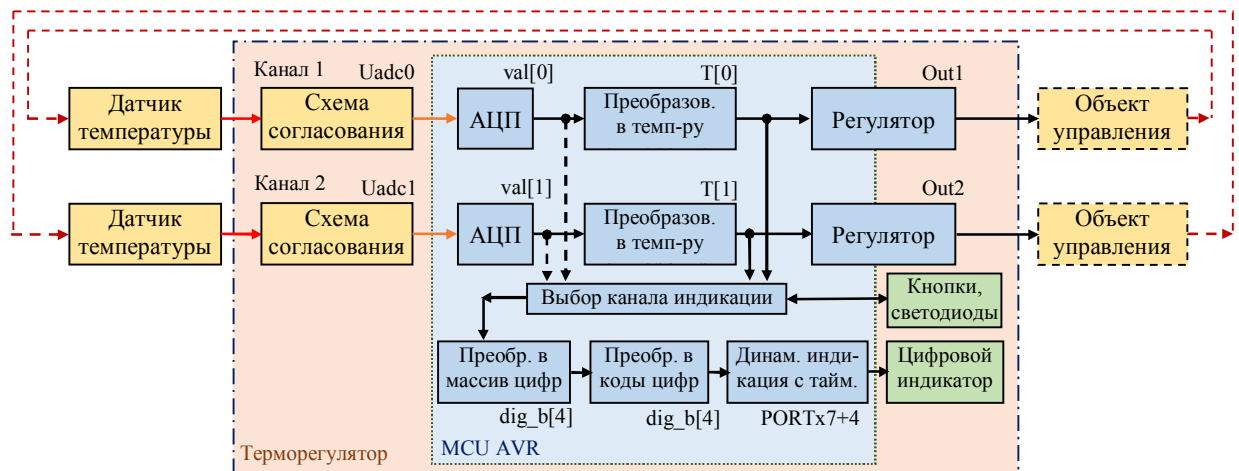 Канал 1
Uadc0
val[0]
T[0]
Out1
Датчик
температуры
Схема
согласования
АЦП
Преобразов.
в темп-ру
Регулятор
Объект
управления
Канал 2
Uadc1
val[1]
T[1]
Out2
Датчик
температуры
Схема
согласования
АЦП
Преобразов.
в темп-ру
Регулятор
Объект
управления
Выбор канала индикации
Кнопки,
светодиоды
Преобр. в
массив цифр
Преобр. в
коды цифр
Динам. инди-
кация с тайм.
Цифровой
индикатор
dig_b[4]
dig_b[4]
PORTx7+4
Терморегулятор
MCU AVR